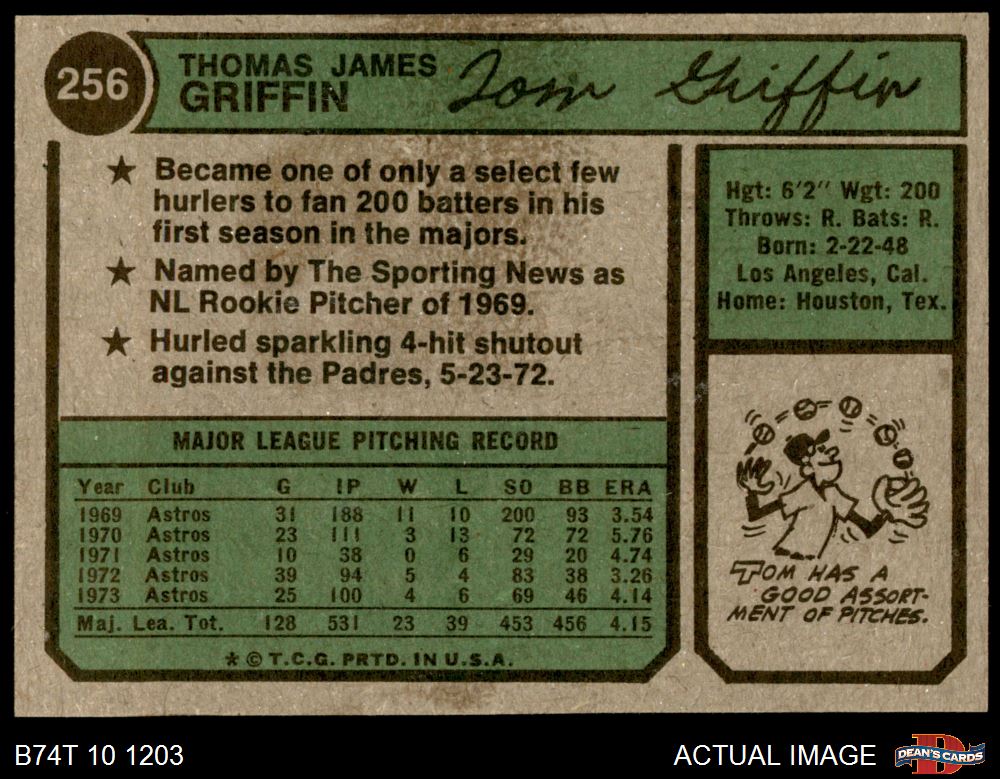 256
THOMAS JAMES
GRIFFIN
Tom Griffin
★ Became one of only a select few
hurlers to fan 200 batters in his
first season in the majors.
★ Named by The Sporting News as
NL Rookie Pitcher of 1969.
★ Hurled sparkling 4-hit shutout
against the Padres, 5-23-72.
Hgt: 6'2" Wgt: 200
Throws: R. Bats: R.
Born: 2-22-48
Los Angeles, Cal.
Home: Houston, Tex.
MAJOR LEAGUE PITCHING RECORD
Year Club G IP W L SO BB ERA
1969 Astros 31 188 11 10 200 93 3.54
1970 Astros 23 111 3 13 72 72 5.76
1971 Astros 10 38 0 6 29 20 4.74
1972 Astros 39 94 5 4 83 38 3.26
1973 Astros 25 100 4 6 69 46 4.14
Maj. Lea. Tot. 128 531 23 39 453 456 4.15
* © T.C.G. PRTD. IN U.S.A.
TOM HAS A
GOOD ASSORT-
MENT OF PITCHES.
B74T 10 1203
ACTUAL IMAGE
D
DEAN'S CARDS